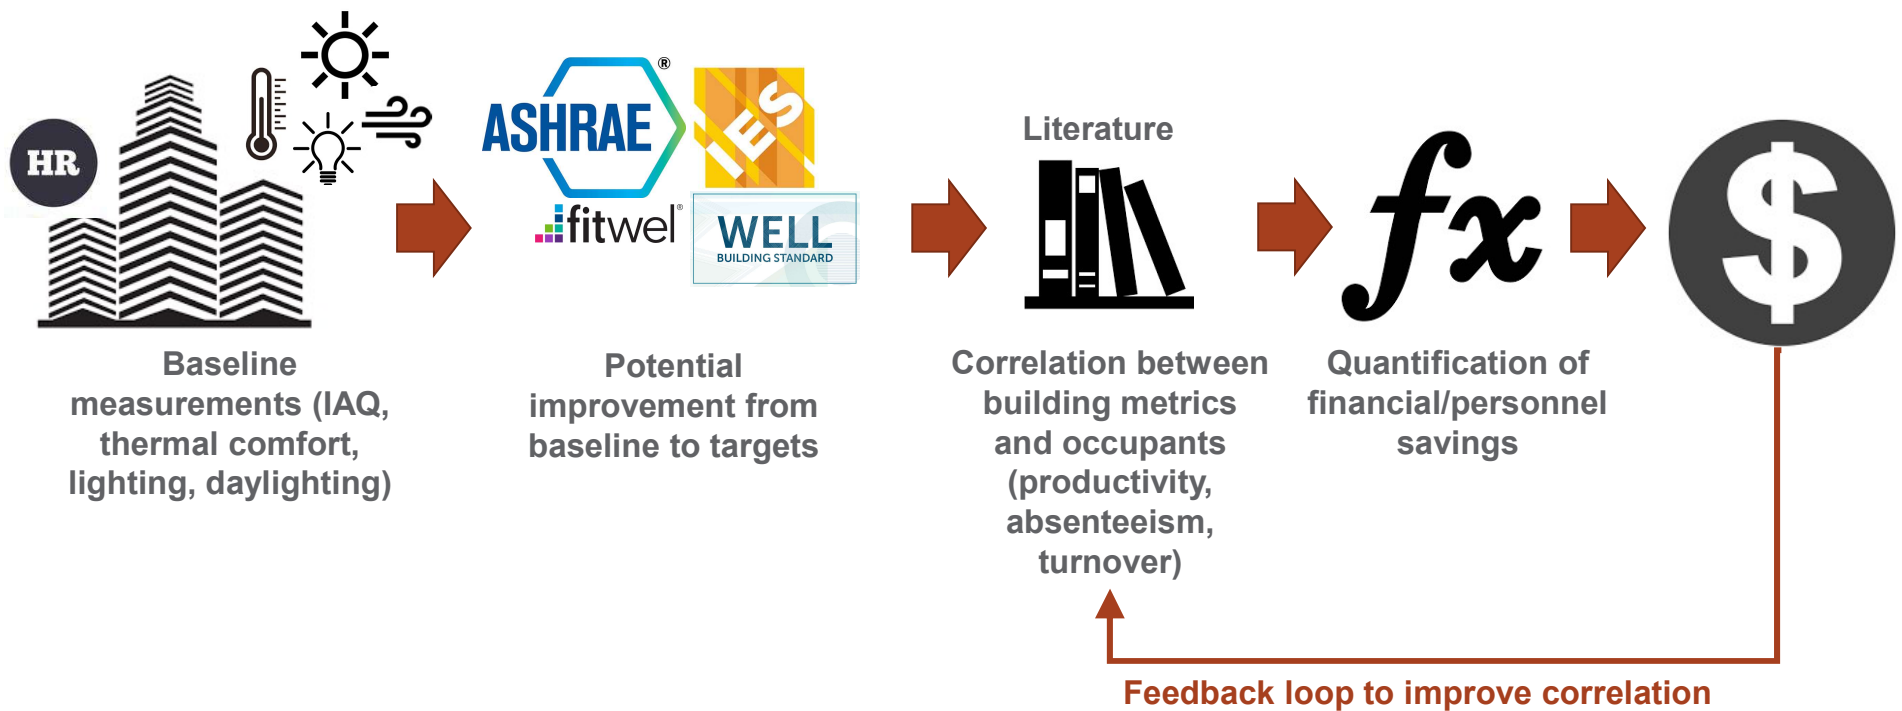 HR
Baseline
measurements (IAQ,
thermal comfort,
lighting, daylighting)
ASHRAE®
IES
fitwel®
WELL
BUILDING STANDARD
Potential
improvement from
baseline to targets
Literature
Correlation between
building metrics
and occupants
(productivity,
absenteeism,
turnover)
fx
Quantification of
financial/personnel
savings
$
Feedback loop to improve correlation